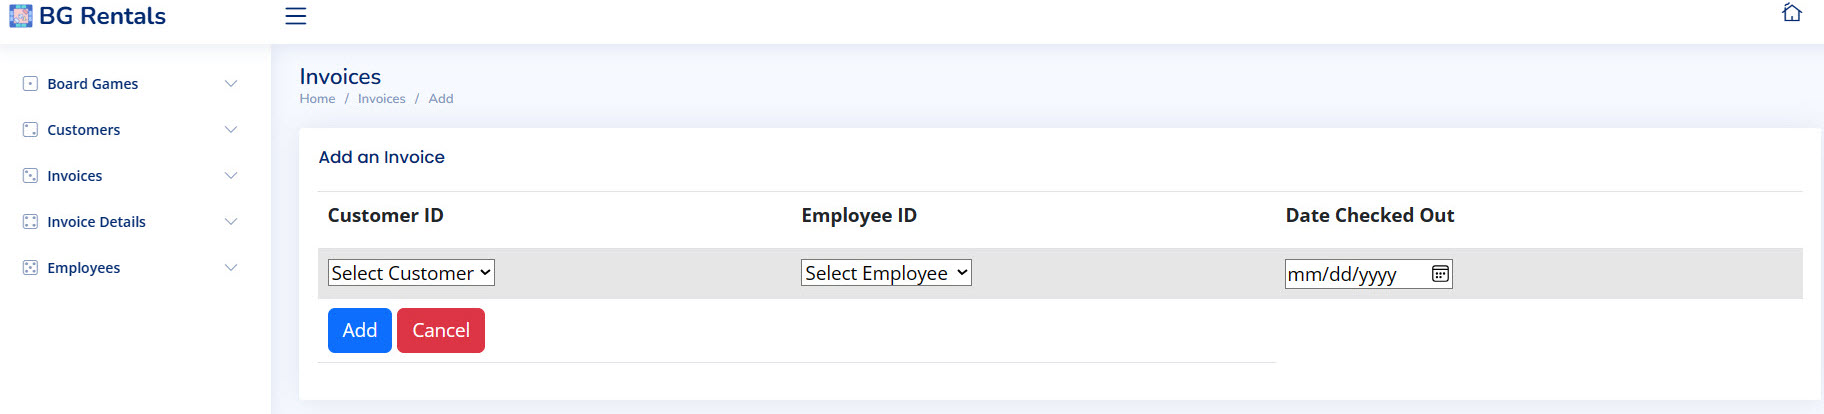 BG Rentals
Board Games
Customers
Invoices
Invoice Details
Employees
Invoices
Home / Invoices / Add
Add an Invoice
Customer ID Employee ID Date Checked Out
Select Customer Select Employee mm/dd/yyyy
Add Cancel